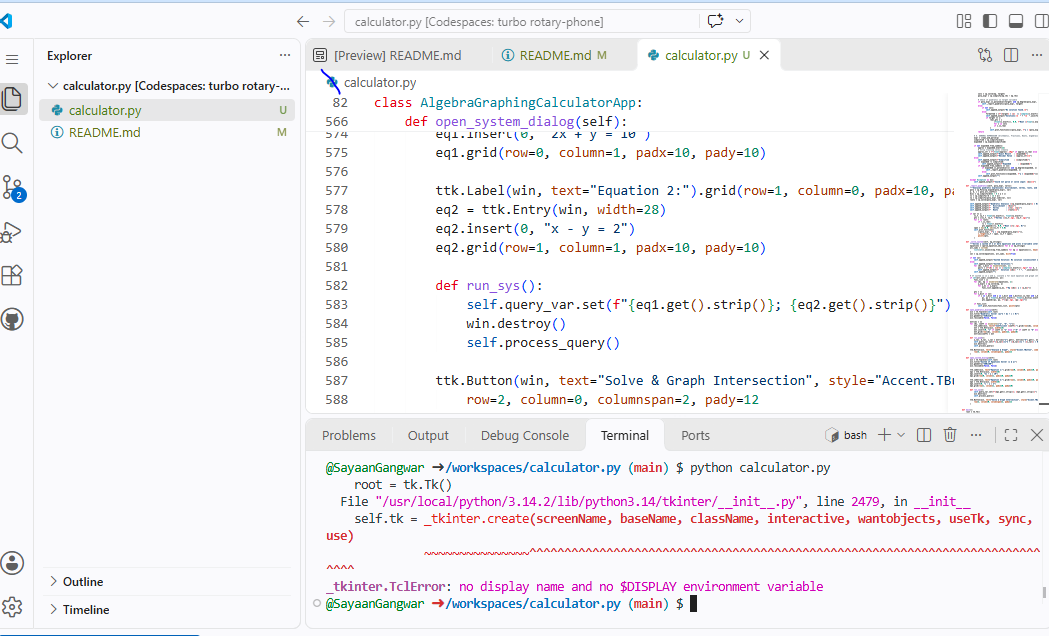 calculator.py [Codespaces: turbo rotary-phone]
Explorer
calculator.py [Codespaces: turbo rotary-...
calculator.py U
README.md M
2
Outline
Timeline
[Preview] README.md
README.md M
calculator.py U
calculator.py
82 class AlgebraGraphingCalculatorApp:
566 def open_system_dialog(self):
574 eq1.insert(0, "2x + y = 10")
575 eq1.grid(row=0, column=1, padx=10, pady=10)
576
577 ttk.Label(win, text="Equation 2:").grid(row=1, column=0, padx=10, pa
578 eq2 = ttk.Entry(win, width=28)
579 eq2.insert(0, "x - y = 2")
580 eq2.grid(row=1, column=1, padx=10, pady=10)
581
582 def run_sys():
583 self.query_var.set(f"{eq1.get().strip()}; {eq2.get().strip()}")
584 win.destroy()
585 self.process_query()
586
587 ttk.Button(win, text="Solve & Graph Intersection", style="Accent.TBu
588 row=2, column=0, columnspan=2, pady=12
Problems Output Debug Console Terminal Ports
bash
@SayaanGangwar ➜/workspaces/calculator.py (main) $ python calculator.py
root = tk.Tk()
File "/usr/local/python/3.14.2/lib/python3.14/tkinter/__init__.py", line 2479, in __init__
self.tk = _tkinter.create(screenName, baseName, className, interactive, wantobjects, useTk, sync,
use)
~~~~~~~~~~~~~~~^^^^^^^^^^^^^^^^^^^^^^^^^^^^^^^^^^^^^^^^^^^^^^^^^^^^^^^^^^^^^^^^^^^^^^^^^
^^^^
_tkinter.TclError: no display name and no $DISPLAY environment variable
@SayaanGangwar ➜/workspaces/calculator.py (main) $